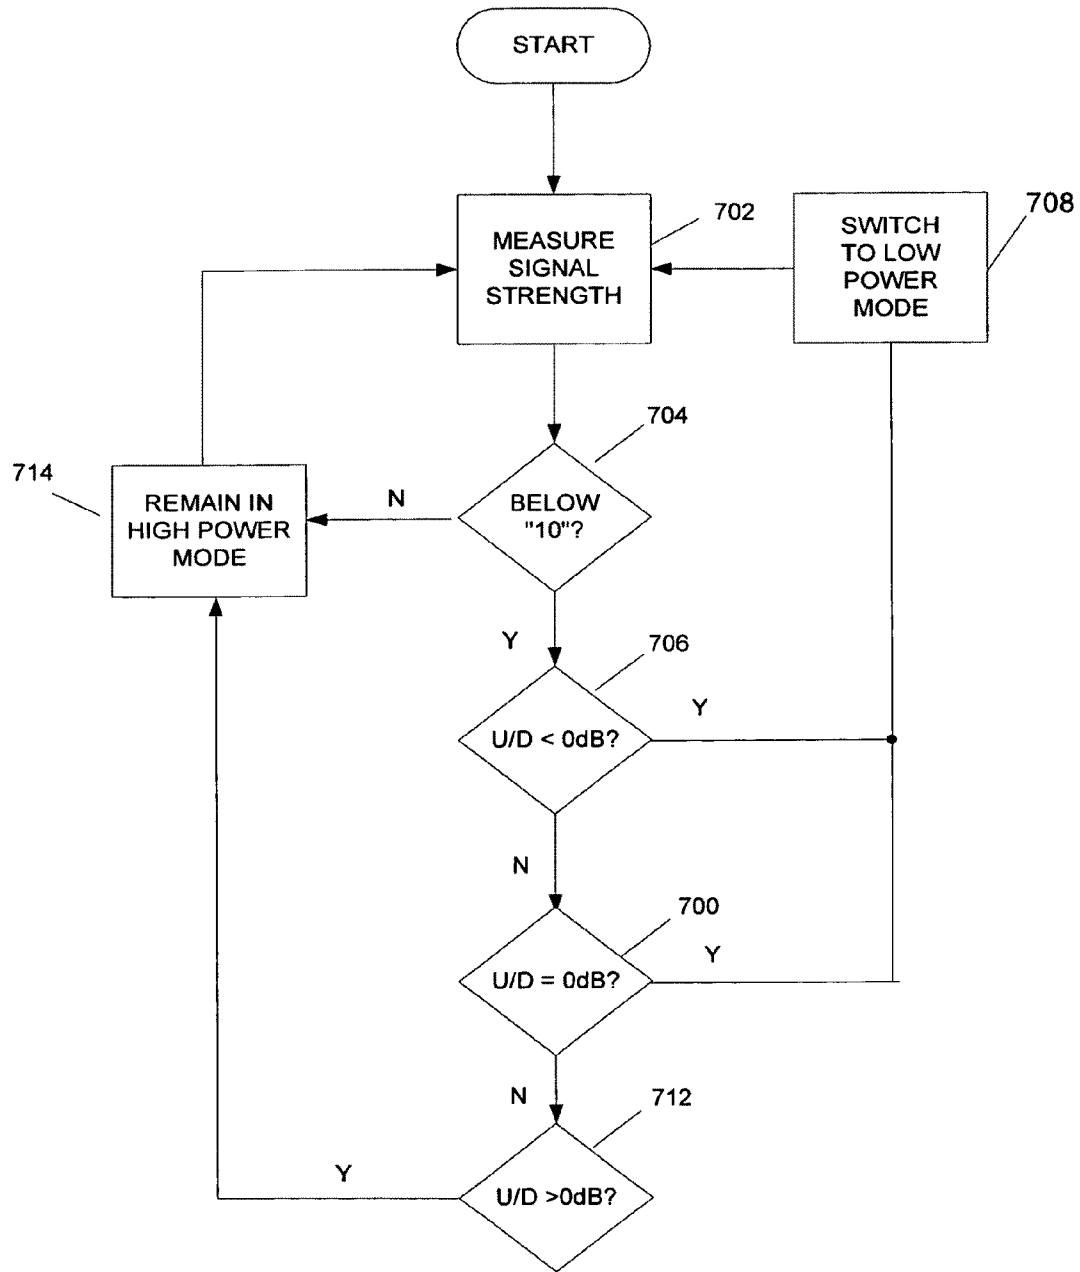 START
MEASURE
SIGNAL
STRENGTH
702
SWITCH
TO LOW
POWER
MODE
708
704
BELOW
"10"?
N
714
REMAIN IN
HIGH POWER
MODE
Y
706
U/D < 0dB?
Y
N
700
U/D = 0dB?
Y
N
712
U/D >0dB?
Y